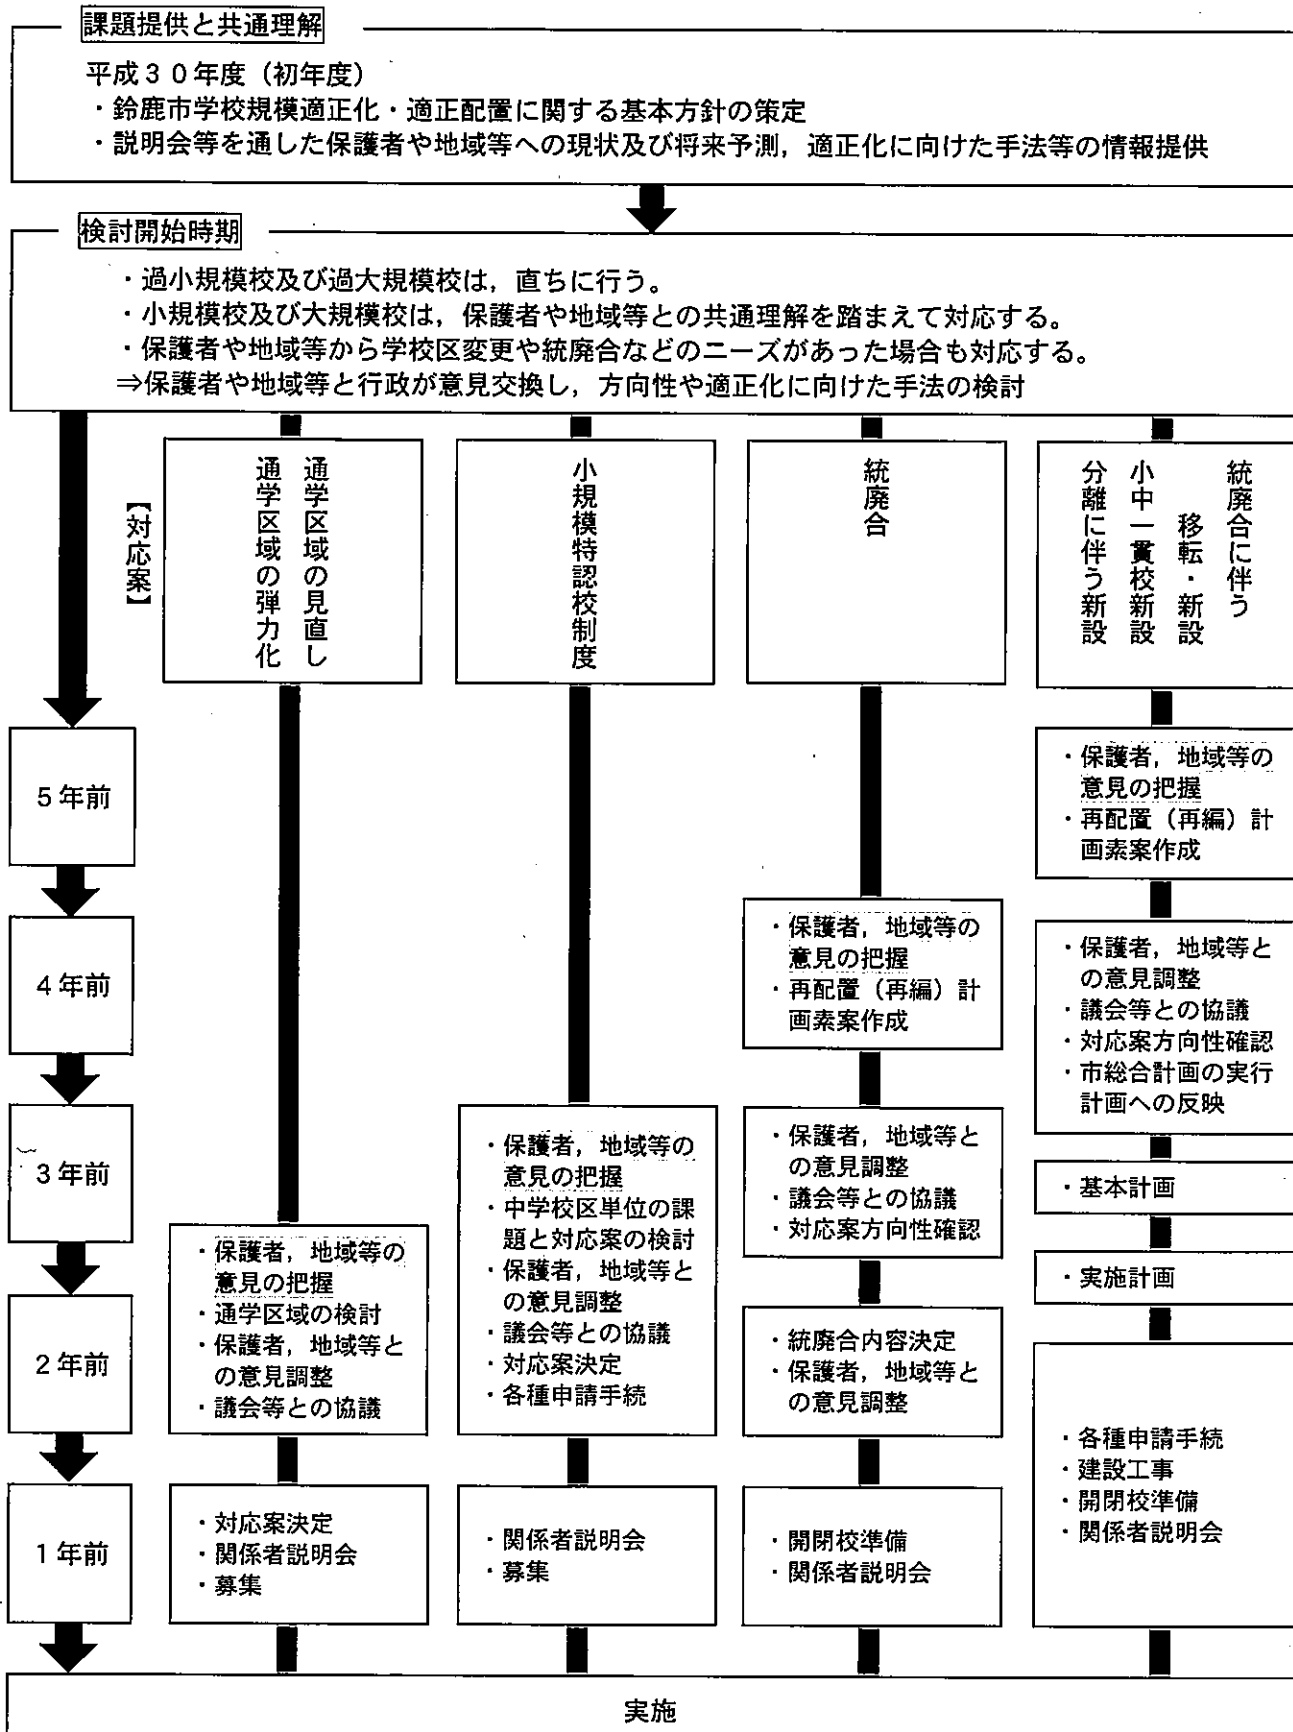 課題提供と共通理解
平成３０年度（初年度）
・鈴鹿市学校規模適正化・適正配置に関する基本方針の策定
・説明会等を通した保護者や地域等への現状及び将来予測，適正化に向けた手法等の情報提供
検討開始時期
・過小規模校及び過大規模校は，直ちに行う。
・小規模校及び大規模校は，保護者や地域等との共通理解を踏まえて対応する。
・保護者や地域等から学校区変更や統廃合などのニーズがあった場合も対応する。
⇒保護者や地域等と行政が意見交換し，方向性や適正化に向けた手法の検討
【対応案】
通学区域の見直し
通学区域の弾力化
小規模特認校制度
統廃合
統廃合に伴う
移転・新設
小中一貫校新設
分離に伴う新設
５年前
４年前
３年前
２年前
１年前
・保護者，地域等の
意見の把握
・通学区域の検討
・保護者，地域等と
の意見調整
・議会等との協議
・対応案決定
・関係者説明会
・募集
・保護者，地域等の
意見の把握
・中学校区単位の課
題と対応案の検討
・保護者，地域等と
の意見調整
・議会等との協議
・対応案決定
・各種申請手続
・関係者説明会
・募集
・保護者，地域等の
意見の把握
・再配置（再編）計
画素案作成
・保護者，地域等と
の意見調整
・議会等との協議
・対応案方向性確認
・統廃合内容決定
・保護者，地域等と
の意見調整
・開閉校準備
・関係者説明会
・保護者，地域等の
意見の把握
・再配置（再編）計
画素案作成
・保護者，地域等と
の意見調整
・議会等との協議
・対応案方向性確認
・市総合計画の実行
計画への反映
・基本計画
・実施計画
・各種申請手続
・建設工事
・開閉校準備
・関係者説明会
実施